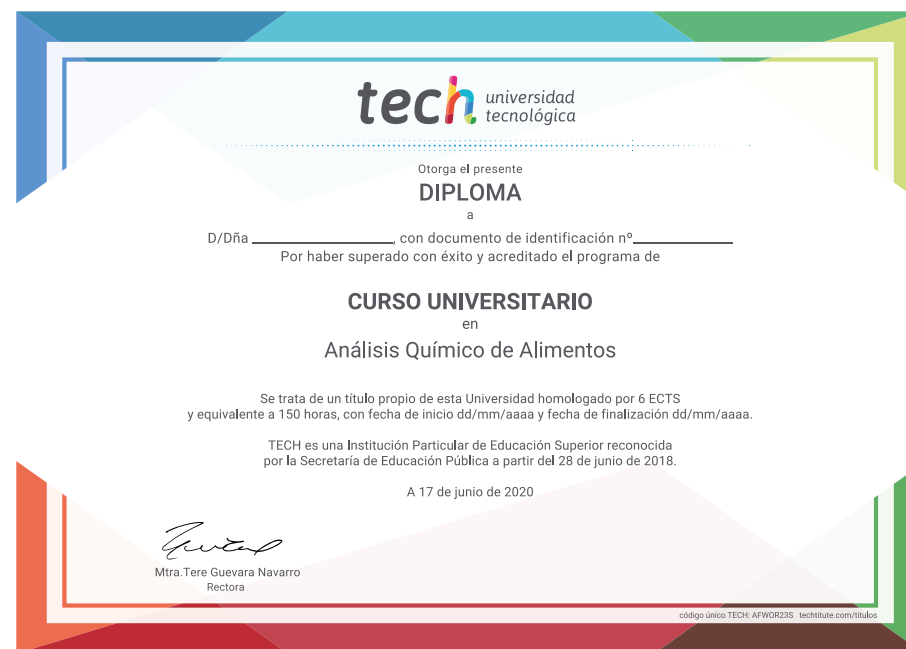 tech universidad
tecnológica
Otorga el presente
DIPLOMA
a
D/Dña ____________________, con documento de identificación nº______________
Por haber superado con éxito y acreditado el programa de
CURSO UNIVERSITARIO
en
Análisis Químico de Alimentos
Se trata de un título propio de esta Universidad homologado por 6 ECTS
y equivalente a 150 horas, con fecha de inicio dd/mm/aaaa y fecha de finalización dd/mm/aaaa.
TECH es una Institución Particular de Educación Superior reconocida
por la Secretaría de Educación Pública a partir del 28 de junio de 2018.
A 17 de junio de 2020
Mtra.Tere Guevara Navarro
Rectora
código único TECH: AFWOR23S techtitute.com/titulos